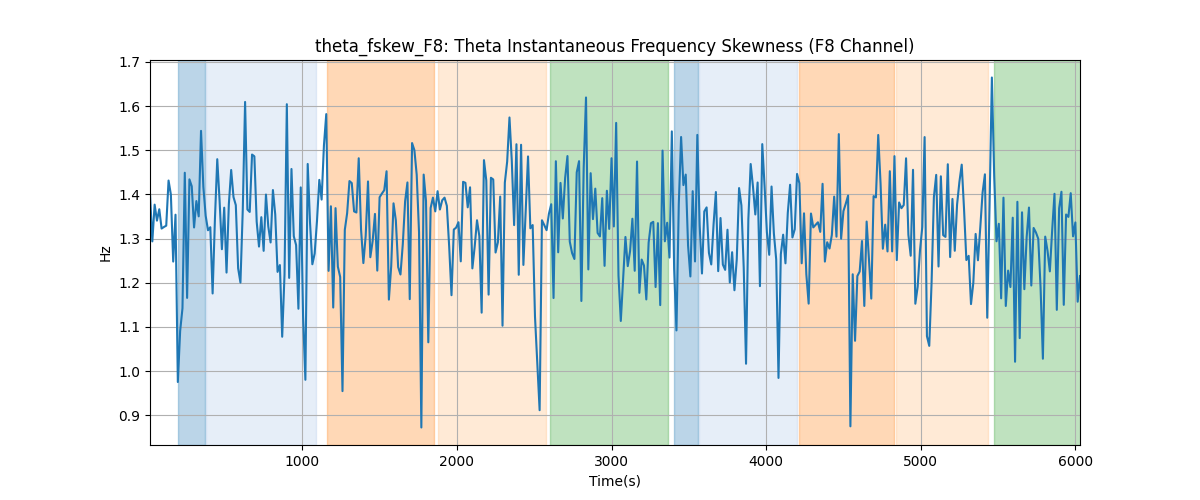 theta_fskew_F8: Theta Instantaneous Frequency Skewness (F8 Channel)
1.7
1.6
1.5
1.4
1.3
1.2
1.1
1.0
0.9
Hz
1000 2000 3000 4000 5000 6000
Time(s)